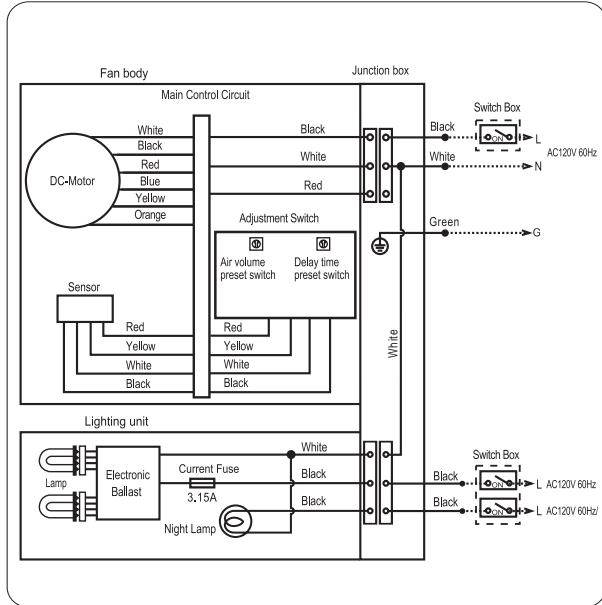 Fan body
Junction box
Main Control Circuit
Switch Box
White
Black
Red
Blue
Yellow
Orange
DC-Motor
Black
White
Red
Black
White
ON
L
AC120V 60Hz
N
Green
G
Adjustment Switch
Air volume
preset switch
Delay time
preset switch
Sensor
Red
Yellow
White
Black
Red
Yellow
White
Black
White
Lighting unit
Lamp
Electronic
Ballast
Current Fuse
3.15A
Night Lamp
White
Black
Black
Black
Black
Switch Box
ON
L AC120V 60Hz
ON
L AC120V 60Hz/